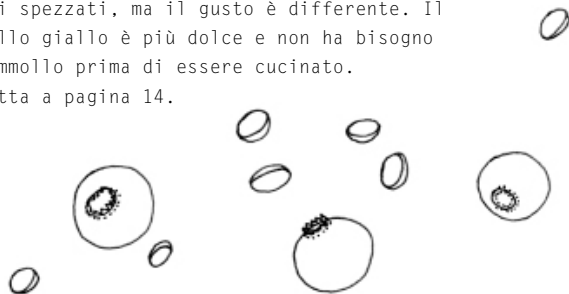 i spezzati, ma il gusto è differente. Il
llo giallo è più dolce e non ha bisogno
mmollo prima di essere cucinato.
tta a pagina 14.